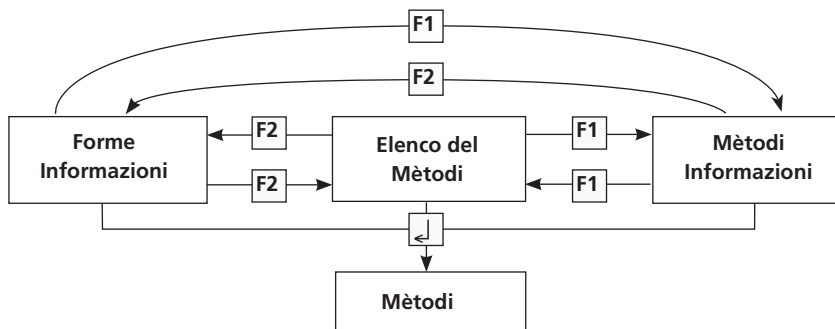 F1
F2
Forme
Informazioni
F2
F2
Elenco del
Mètodi
F1
F1
Mètodi
Informazioni
Mètodi